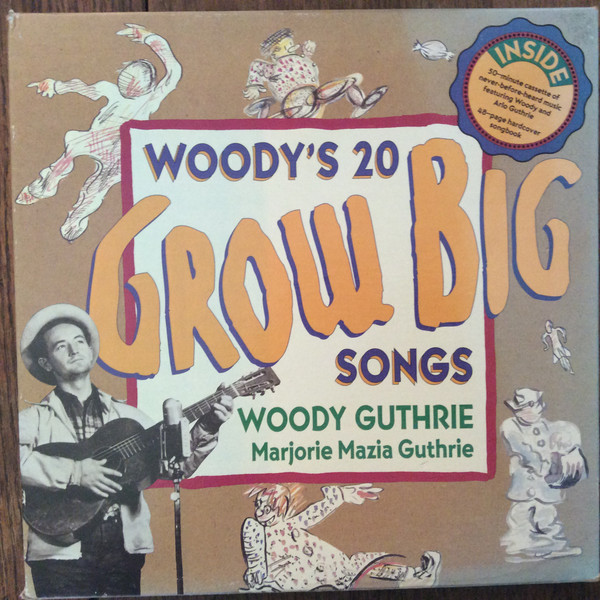 WOODY'S 20
GROW BIG
SONGS
WOODY GUTHRIE
Marjorie Mazia Guthrie
INSIDE
50-minute cassette of
never-before-heard music
featuring Woody and
Arlo Guthrie
48-page hardcover
songbook